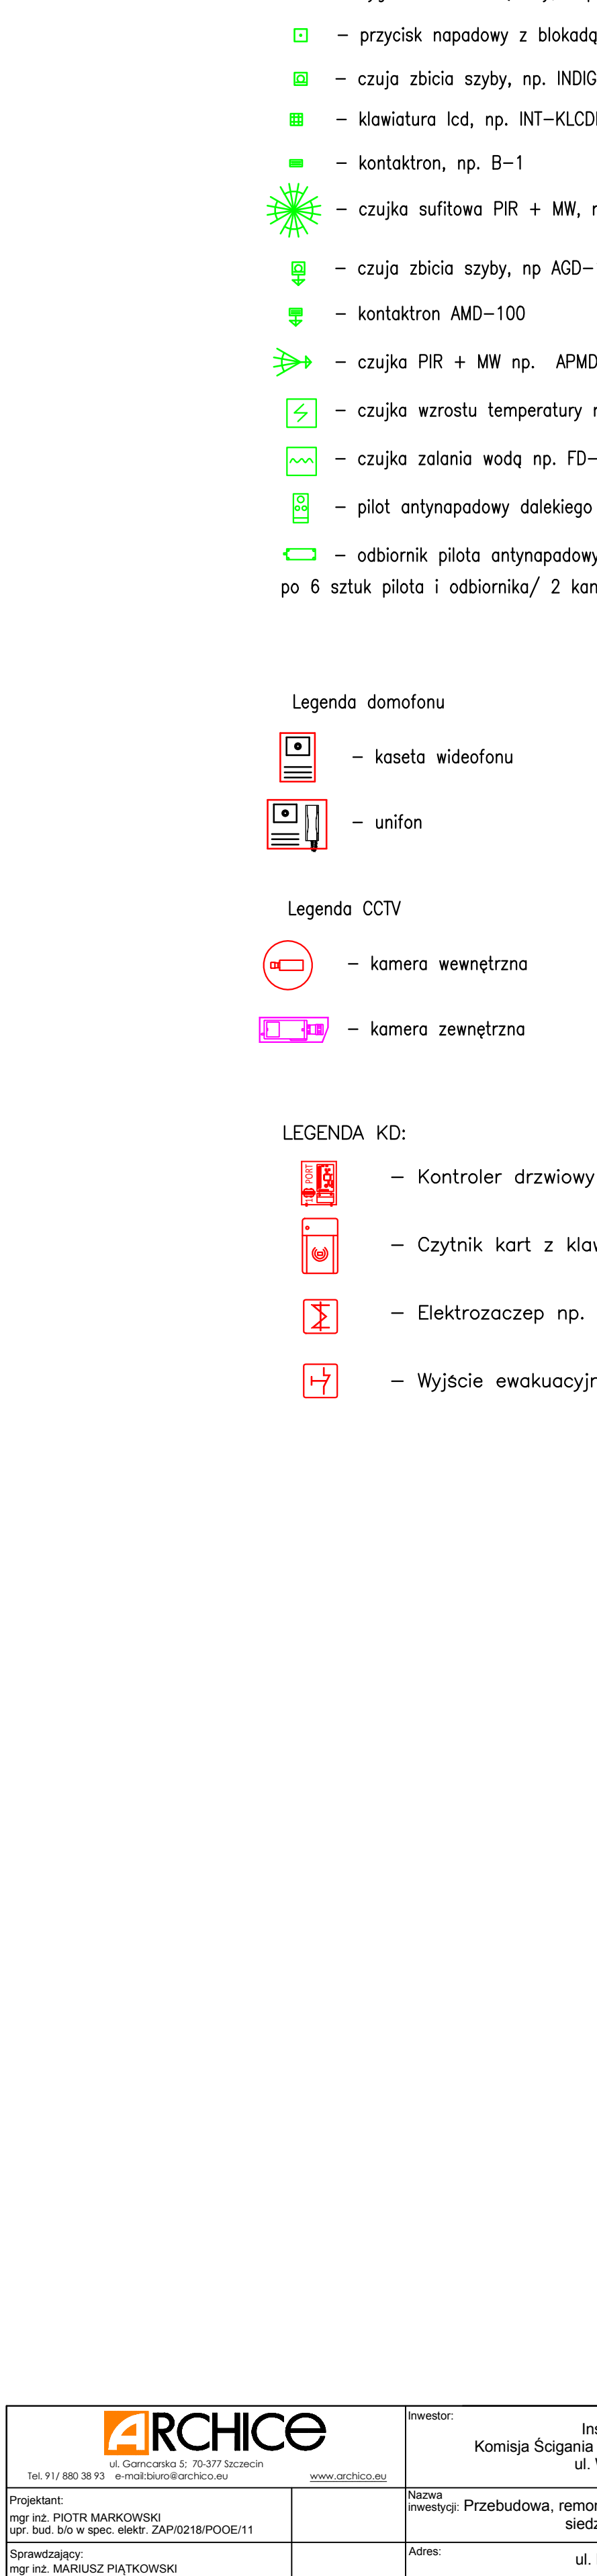 – przycisk napadowy z blokadą
– czuja zbicia szyby, np. INDIG
– klawiatura lcd, np. INT–KLCD
– kontaktron, np. B–1
– czujka sufitowa PIR + MW, n
– czuja zbicia szyby, np AGD–
– kontaktron AMD–100
– czujka PIR + MW np. APMD
– czujka wzrostu temperatury
– czujka zalania wodą np. FD–
– pilot antynapadowy dalekiego
– odbiornik pilota antynapadowy
po 6 sztuk pilota i odbiornika/ 2 kan
Legenda domofonu
– kaseta wideofonu
– unifon
Legenda CCTV
– kamera wewnętrzna
– kamera zewnętrzna
LEGENDA KD:
PORT
– Kontroler drzwiowy
– Czytnik kart z klaw
– Elektrozaczep np.
– Wyjście ewakuacyjn
ARCHICO
ul. Garncarska 5; 70-377 Szczecin
Tel. 91/ 880 38 93 e-mail:biuro@archico.eu www.archico.eu
Inwestor:
Ins
Komisja Ścigania
ul.
Projektant:
mgr inż. PIOTR MARKOWSKI
upr. bud. b/o w spec. elektr. ZAP/0218/POOE/11
Nazwa
inwestycji: Przebudowa, remon
siedz
Sprawdzający:
mgr inż. MARIUSZ PIĄTKOWSKI
Adres:
ul.